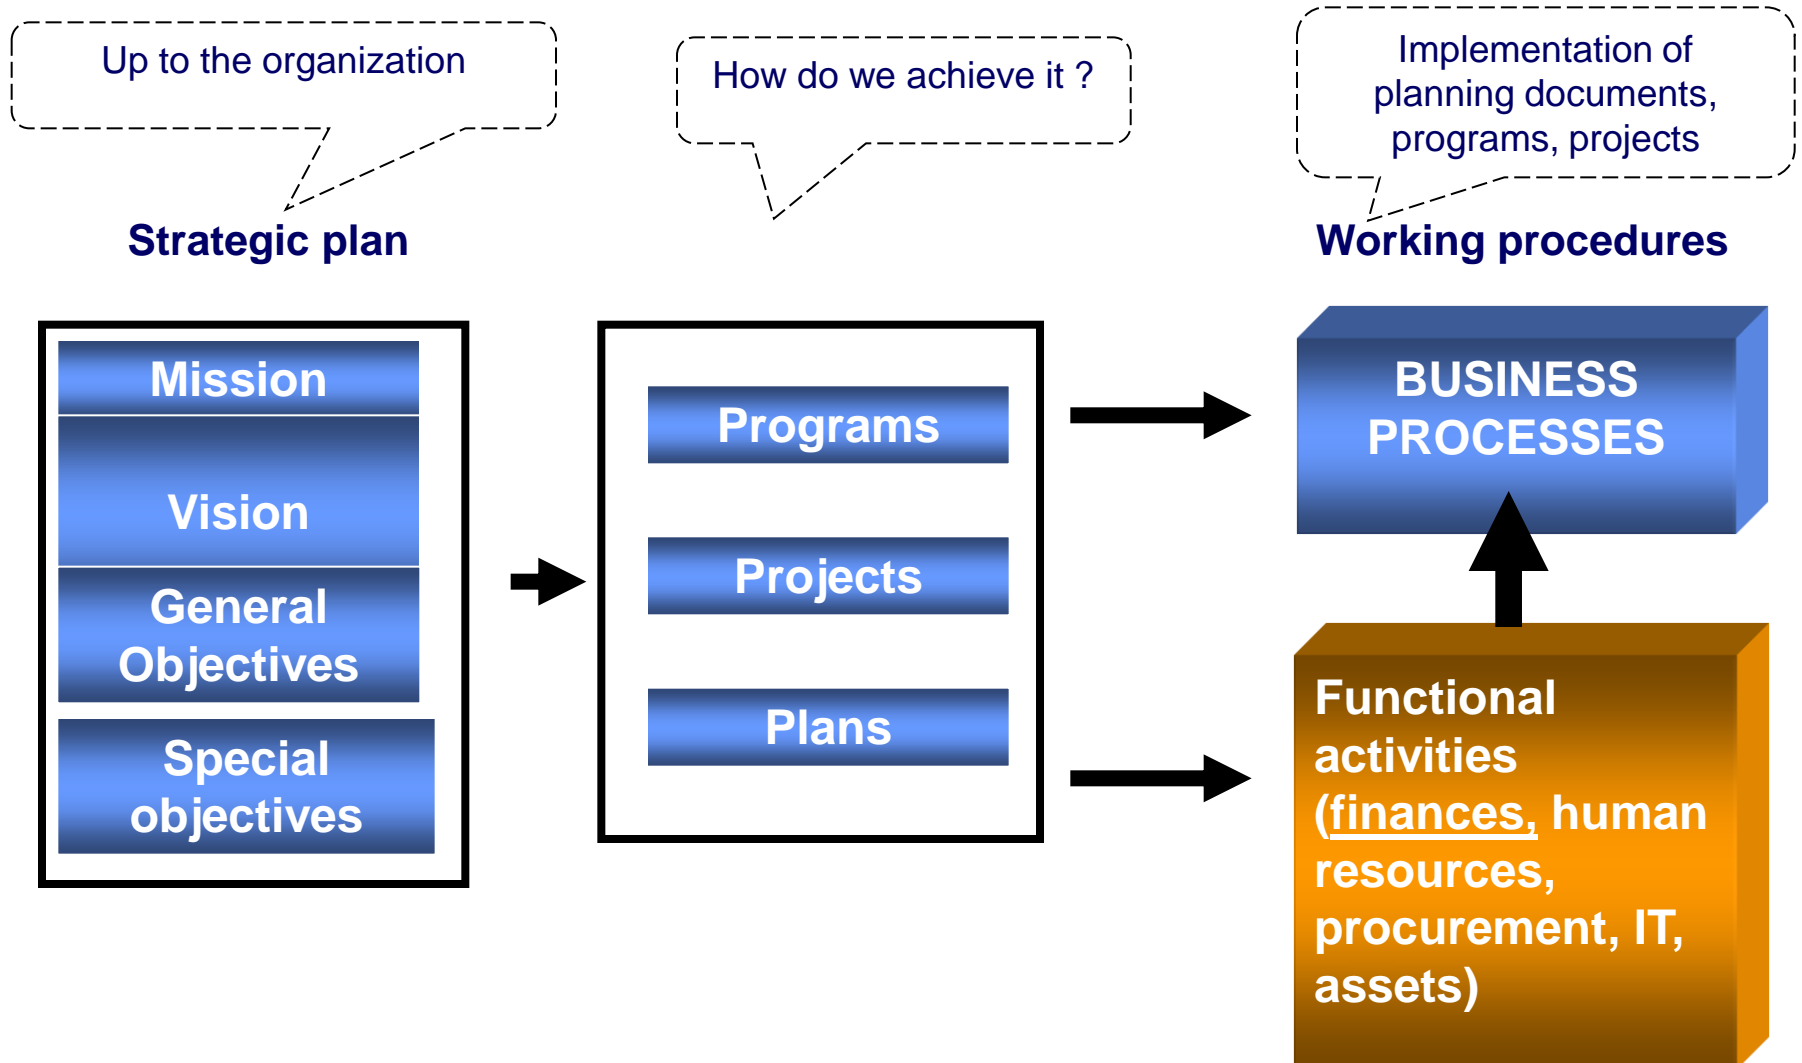 Up to the organization
How do we achieve it ?
Implementation of
planning documents,
programs, projects
Strategic plan
Working procedures
Mission
Vision
General
Objectives
Special
objectives
Programs
Projects
Plans
BUSINESS
PROCESSES
Functional
activities
(finances, human
resources,
procurement, IT,
assets)